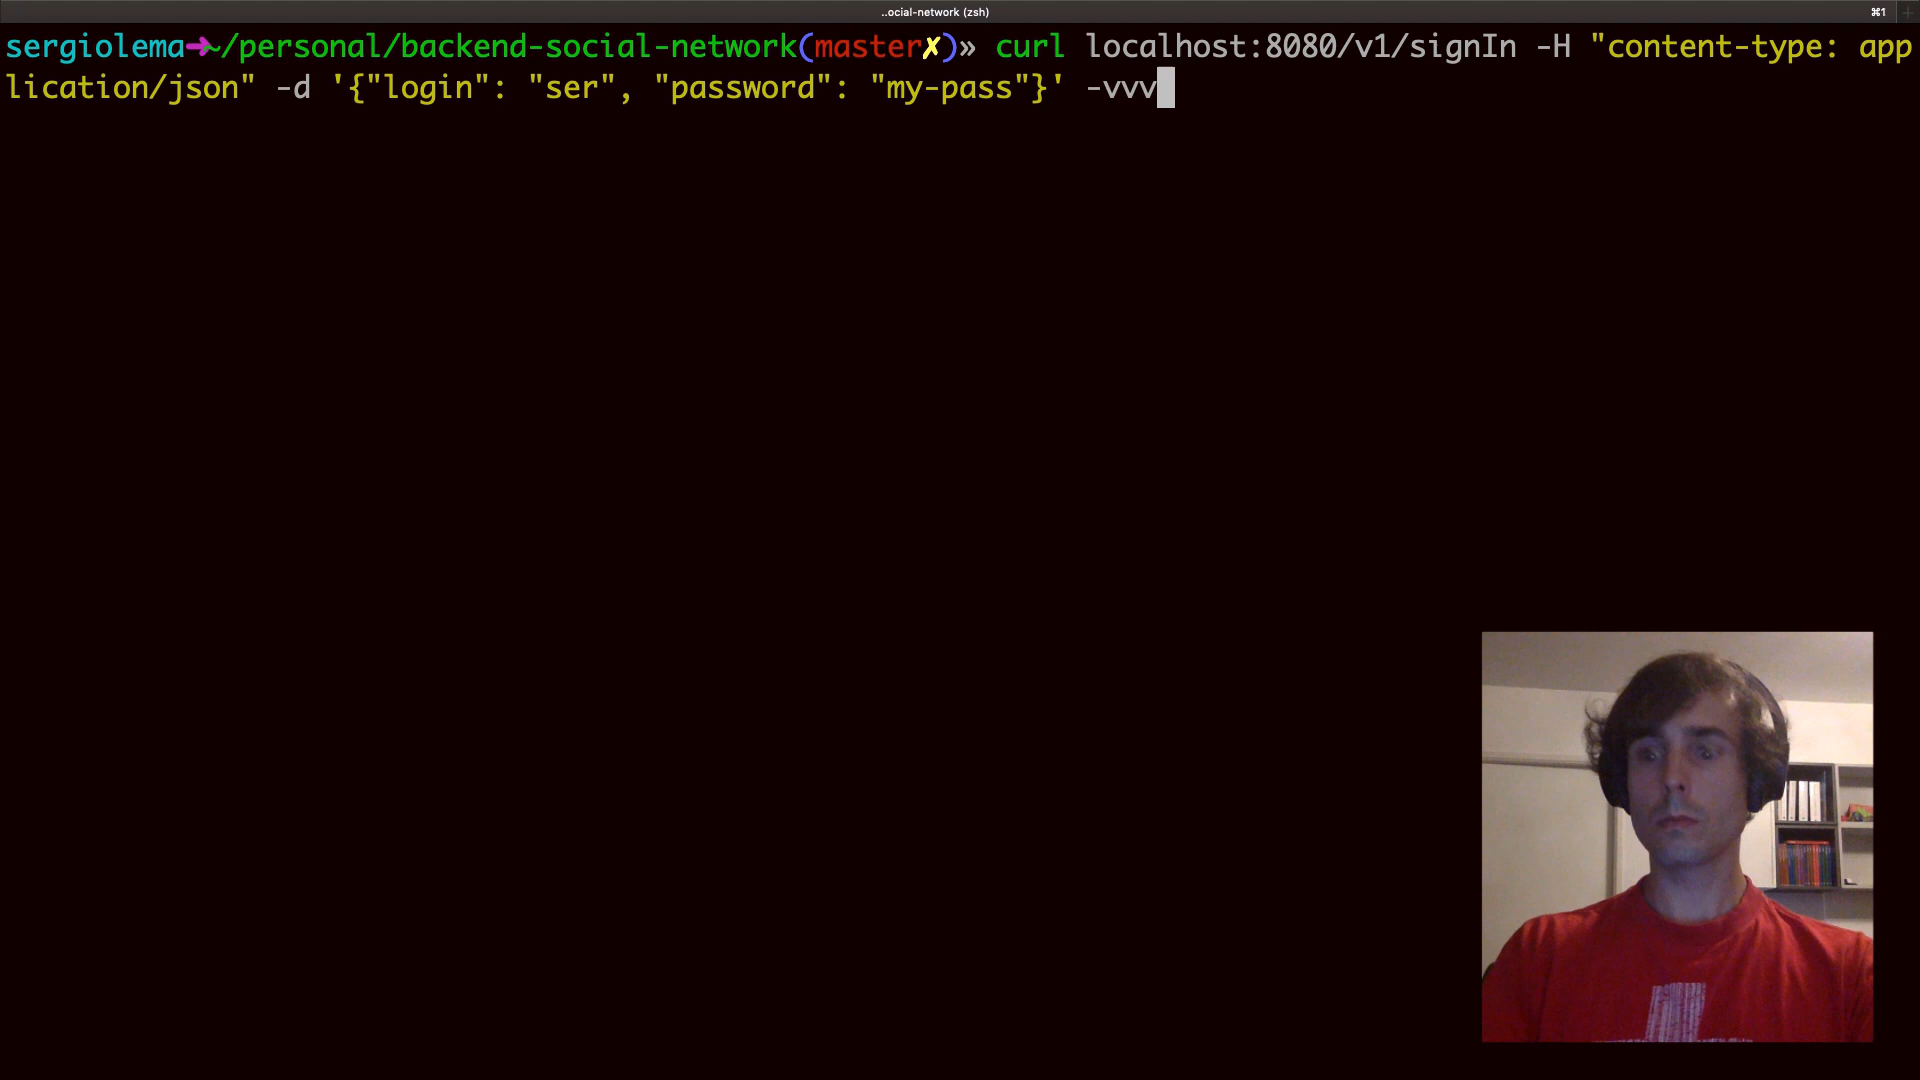 ..ocial-network (zsh)
⌘1
sergiolema➜~/personal/backend-social-network(master✗)» curl localhost:8080/v1/signIn -H "content-type: app
lication/json" -d '{"login": "ser", "password": "my-pass"}' -vvv